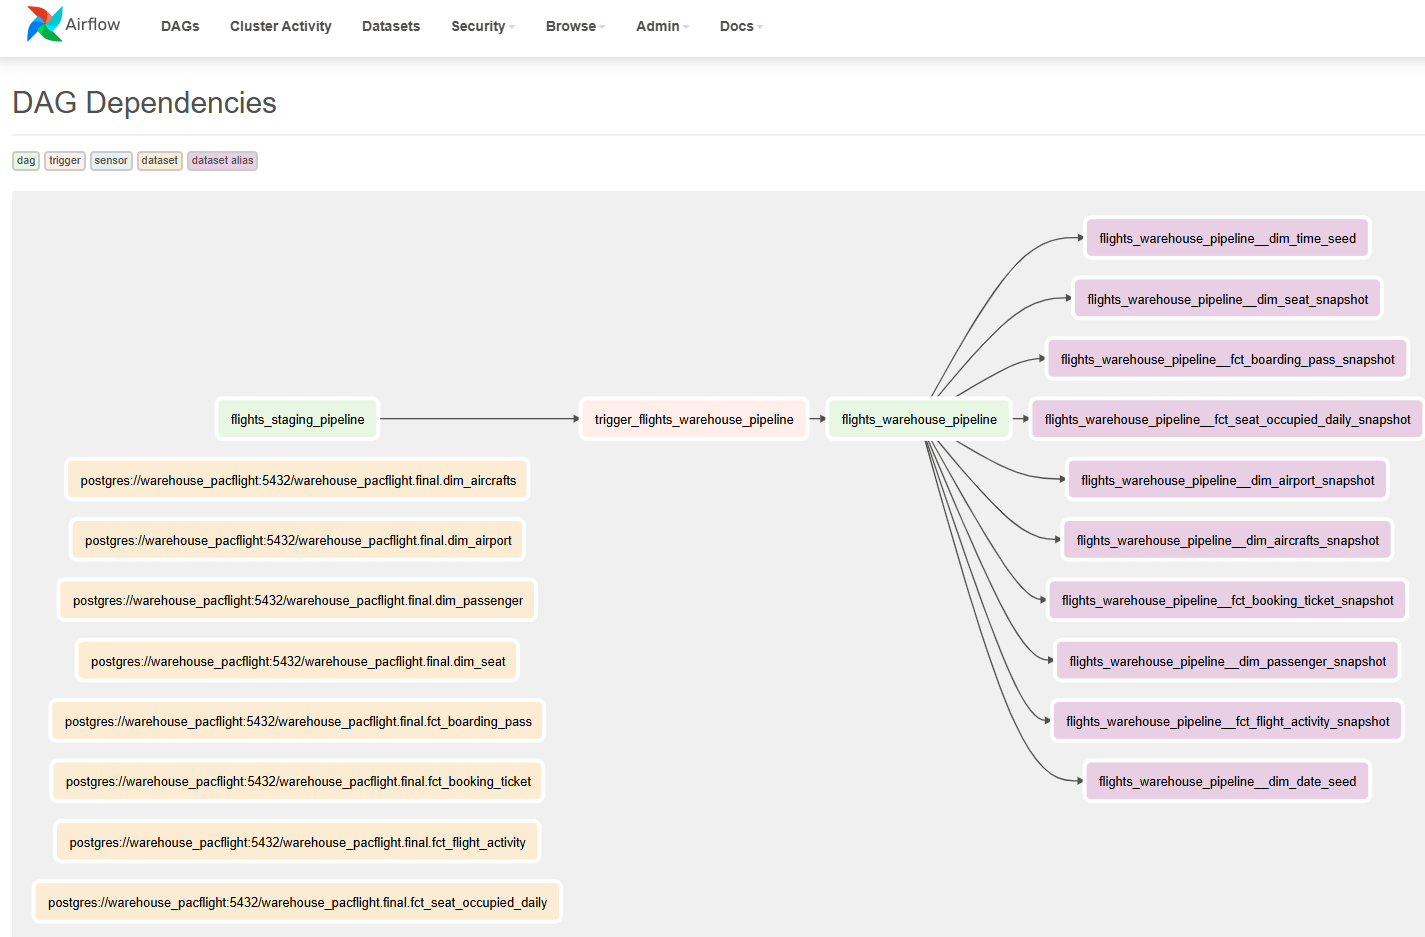 Airflow DAGs Cluster Activity Datasets Security Browse Admin Docs
DAG Dependencies
dag trigger sensor dataset dataset alias
flights_warehouse_pipeline__dim_time_seed
flights_warehouse_pipeline__dim_seat_snapshot
flights_warehouse_pipeline__fct_boarding_pass_snapshot
flights_staging_pipeline trigger_flights_warehouse_pipeline flights_warehouse_pipeline flights_warehouse_pipeline__fct_seat_occupied_daily_snapshot
postgres://warehouse_pacflight:5432/warehouse_pacflight.final.dim_aircrafts flights_warehouse_pipeline__dim_airport_snapshot
postgres://warehouse_pacflight:5432/warehouse_pacflight.final.dim_airport flights_warehouse_pipeline__dim_aircrafts_snapshot
postgres://warehouse_pacflight:5432/warehouse_pacflight.final.dim_passenger flights_warehouse_pipeline__fct_booking_ticket_snapshot
postgres://warehouse_pacflight:5432/warehouse_pacflight.final.dim_seat flights_warehouse_pipeline__dim_passenger_snapshot
postgres://warehouse_pacflight:5432/warehouse_pacflight.final.fct_boarding_pass flights_warehouse_pipeline__fct_flight_activity_snapshot
postgres://warehouse_pacflight:5432/warehouse_pacflight.final.fct_booking_ticket flights_warehouse_pipeline__dim_date_seed
postgres://warehouse_pacflight:5432/warehouse_pacflight.final.fct_flight_activity
postgres://warehouse_pacflight:5432/warehouse_pacflight.final.fct_seat_occupied_daily